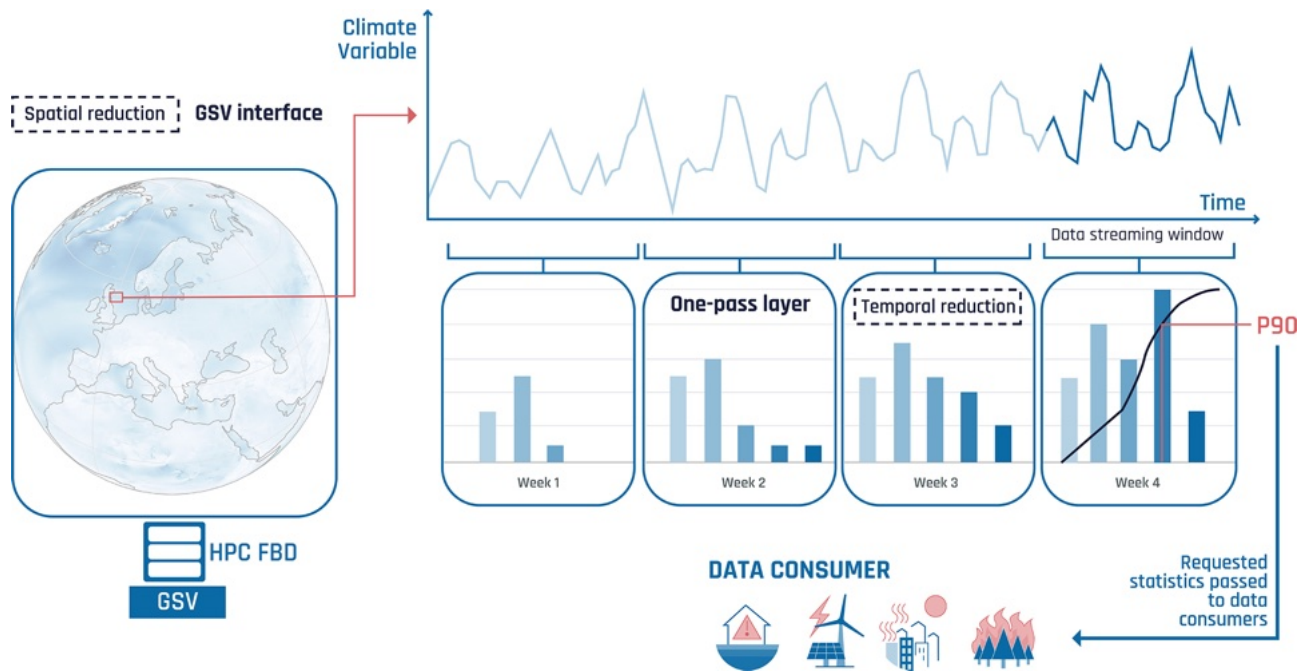 Climate
Variable
Spatial reduction
GSV interface
Time
Data streaming window
One-pass layer
Temporal reduction
P90
Week 1
Week 2
Week 3
Week 4
HPC FBD
GSV
DATA CONSUMER
Requested
statistics passed
to data
consumers